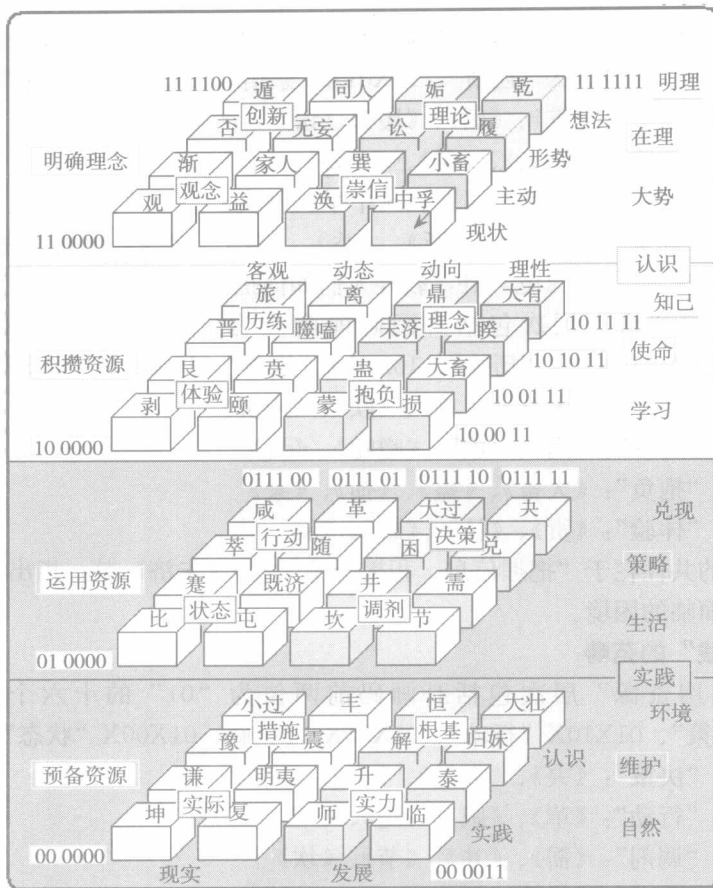 11 1100 遁 同人 姤 乾 11 1111 明理
创新 理论 想法
否 无妄 讼 履 在理
明确理念 形势
渐 家人 巽 小畜
观念 崇信 主动 大势
观 益 涣 中孚
11 0000 现状
客观 动态 动向 理性 认识
旅 离 鼎 大有 知己
历练 理念 10 11 11
晋 噬嗑 未济 睽 使命
积攒资源 10 10 11
艮 贲 蛊 大畜
体验 抱负 10 01 11
剥 颐 蒙 损 学习
10 0000 10 00 11
0111 00 0111 01 0111 10 0111 11
咸 革 大过 夬 兑现
行动 决策
萃 随 困 兑 策略
运用资源
蹇 既济 井 需
状态 调剂 生活
比 屯 坎 节
01 0000 实践
小过 丰 恒 大壮 环境
措施 根基
豫 震 解 归妹 认识
预备资源 维护
谦 明夷 升 泰
实际 实力
坤 复 师 临 实践 自然
00 0000 现实 发展 00 0011